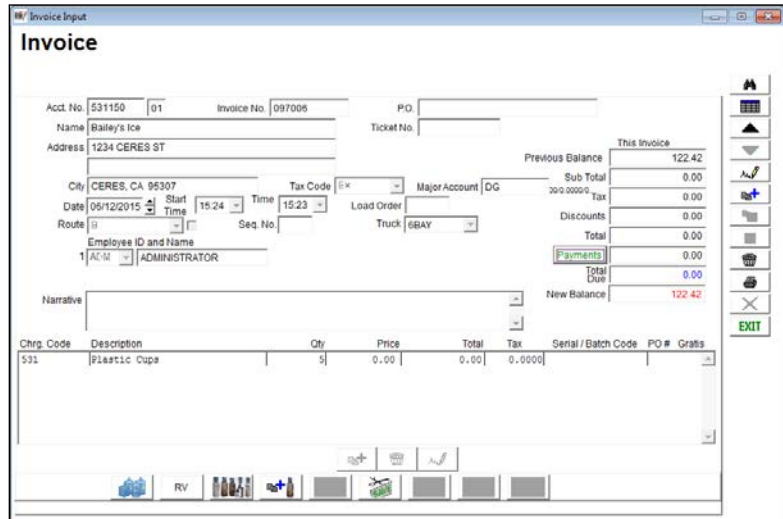 Invoice Input
Invoice
Acct. No. 531150 01 Invoice No. 097006 P.O.
Name Bailey's Ice Ticket No.
Address 1234 CERES ST
This Invoice
Previous Balance 122.42
Sub Total 0.00
City CERES, CA 95307 Tax Code Ex Major Account DG
Tax 0.00
Date 06/12/2015 Start Time 15:24 Time 15:23 Load Order
Discounts 0.00
Route B Seq. No. Truck 6BAY
Total 0.00
Employee ID and Name
Payments 0.00
1 ADM ADMINISTRATOR
Total Due 0.00
Narrative
New Balance 122.42
EXIT
Chrg. Code Description Qty Price Total Tax Serial / Batch Code PO # Gratis
531 Plastic Cups 5 0.00 0.00 0.0000
RV